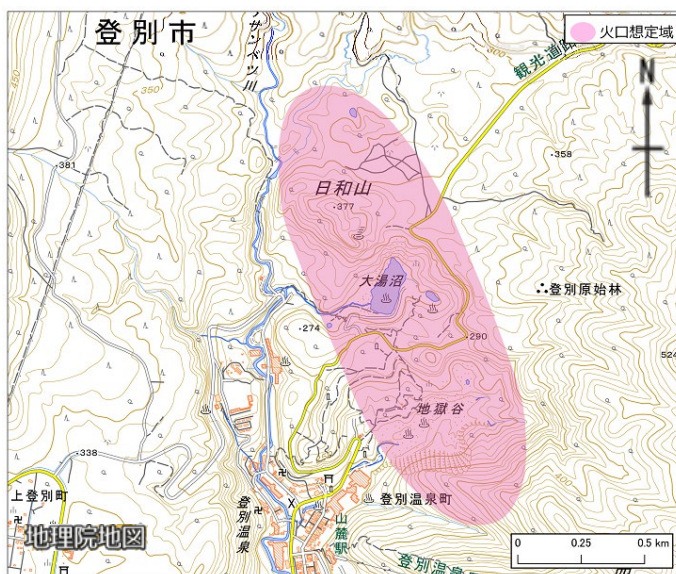 登別市
サンベツ川
火口想定域
観光道路
N
450
350
300
381
358
日和山
377
大湯沼
登別原始林
274
290
524
地獄谷
338
400
上登別町
登別温泉
登別温泉町
山麓駅
地理院地図
0 0.25 0.5 km